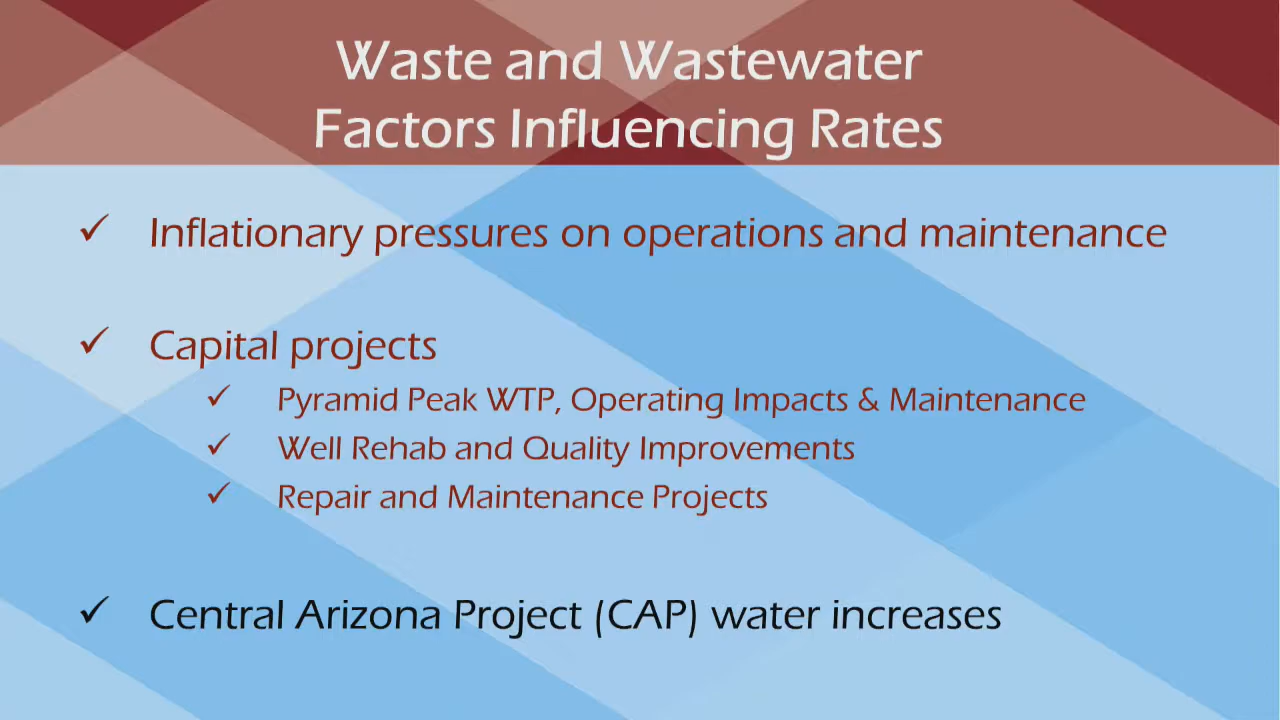 Waste and Wastewater
Factors Influencing Rates
✓ Inflationary pressures on operations and maintenance
✓ Capital projects
✓ Pyramid Peak WTP, Operating Impacts & Maintenance
✓ Well Rehab and Quality Improvements
✓ Repair and Maintenance Projects
✓ Central Arizona Project (CAP) water increases